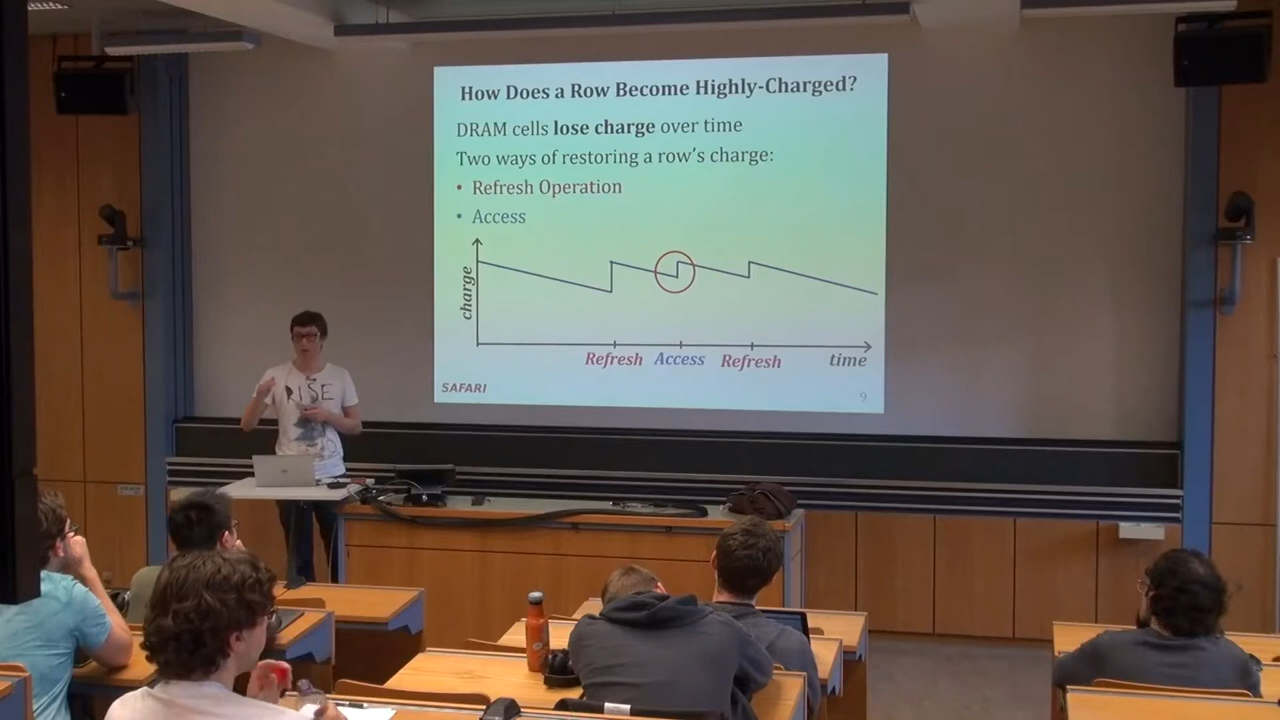 How Does a Row Become Highly-Charged?
DRAM cells lose charge over time
Two ways of restoring a row's charge:
• Refresh Operation
• Access
charge
Refresh Access Refresh time
SAFARI
9
RISE